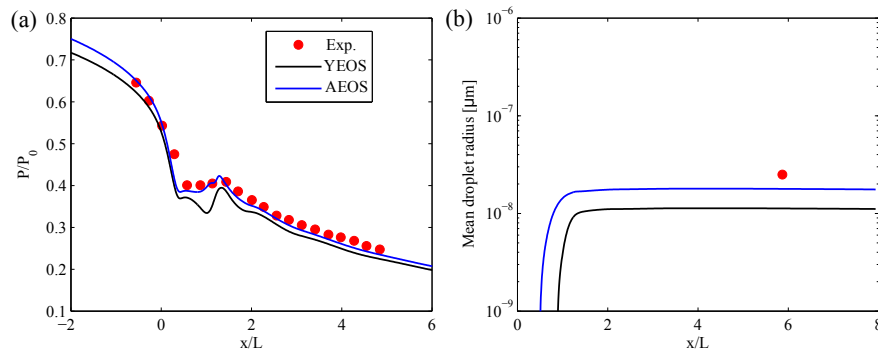 (a)
0.8
0.7
0.6
0.5
0.4
0.3
0.2
0.1
P/P₀
−2
0
2
4
6
x/L
Exp.
YEOS
AEOS
(b)
10⁻⁶
10⁻⁷
10⁻⁸
10⁻⁹
Mean droplet radius [μm]
0
2
4
6
8
x/L